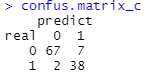 > confus.matrix_c
predict
real 0 1
0 67 7
1 2 38